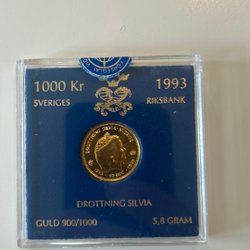 1000 Kr 1993
SVERIGES RIKSBANK
DROTTNING SILVIA
GULD 900/1000 5,8 GRAM